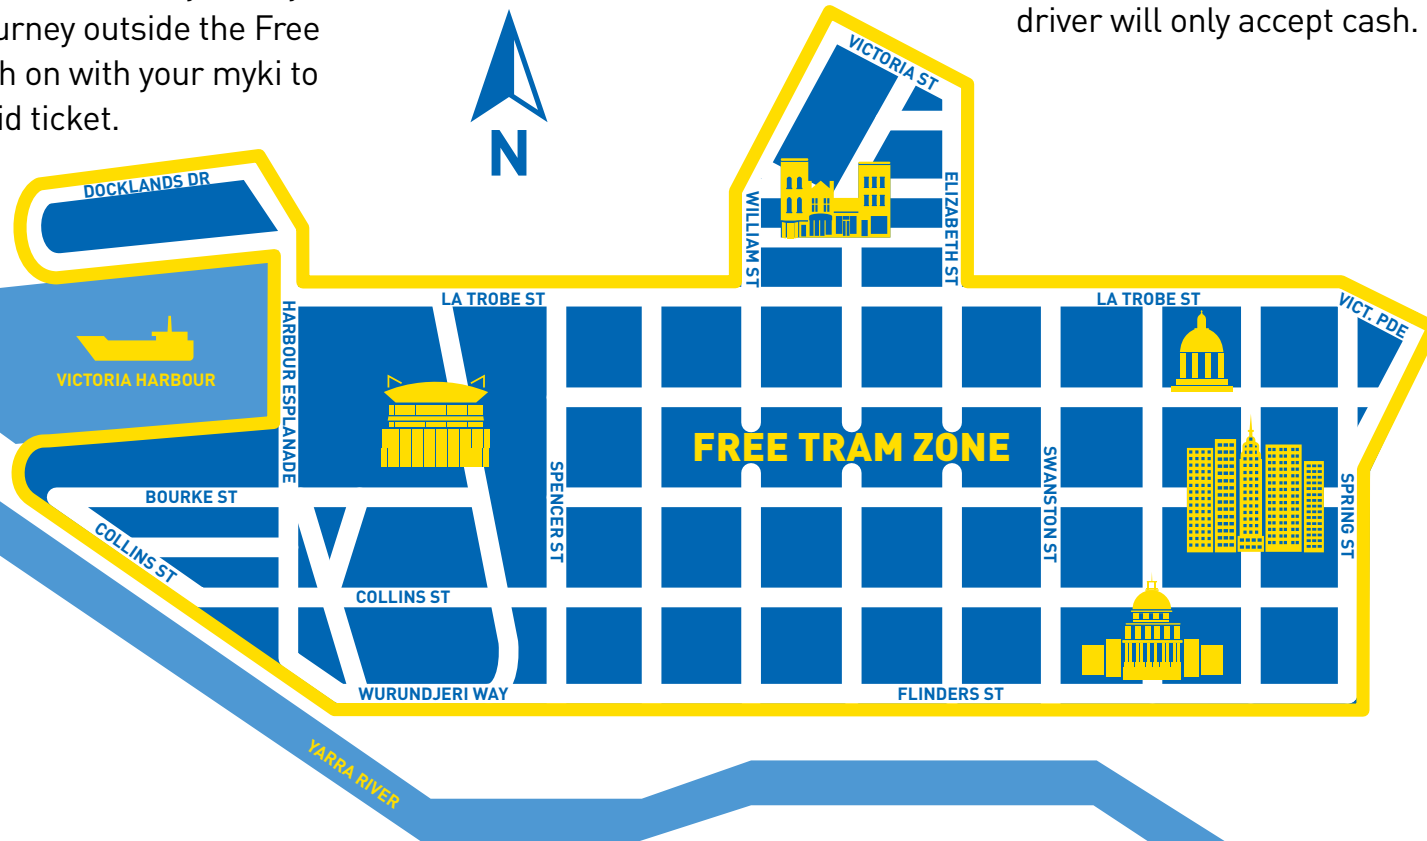 urney outside the Free
h on with your myki to
id ticket.
driver will only accept cash.
N
VICTORIA ST
DOCKLANDS DR
WILLIAM ST
ELIZABETH ST
LA TROBE ST
LA TROBE ST
VICT. PDE
HARBOUR ESPLANADE
VICTORIA HARBOUR
FREE TRAM ZONE
SPENCER ST
SWANSTON ST
SPRING ST
BOURKE ST
COLLINS ST
COLLINS ST
WURUNDJERI WAY
FLINDERS ST
YARRA RIVER